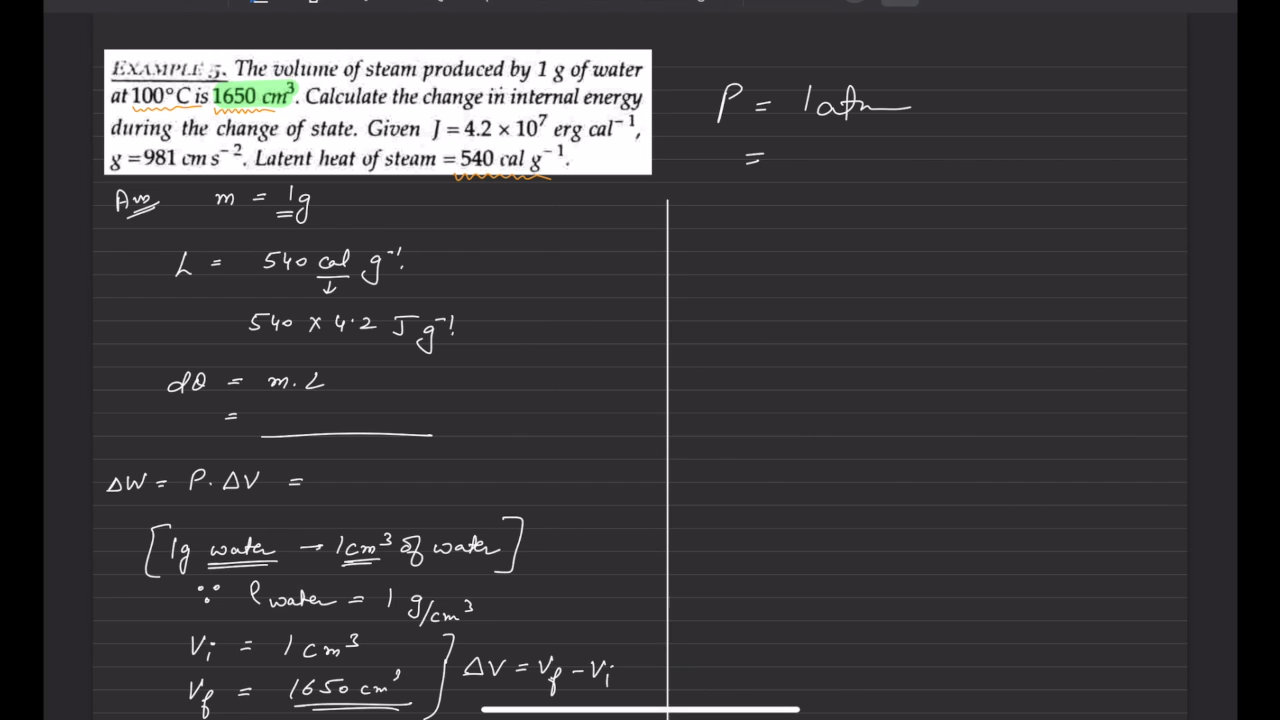 EXAMPLE 5. The volume of steam produced by 1 g of water
at 100°C is 1650 cm³. Calculate the change in internal energy
during the change of state. Given J = 4.2 × 10⁷ erg cal⁻¹,
g = 981 cm s⁻². Latent heat of steam = 540 cal g⁻¹.
Ans m = 1g
L = 540 cal g⁻¹.
↓
540 × 4.2 J g⁻¹.
dQ = m.L
=
ΔW = P. ΔV =
[1g water → 1cm³ of water]
∵ ρ water = 1 g/cm³
Vi = 1 cm³
Vf = 1650 cm³
} ΔV = Vf - Vi
P = 1 atm
=